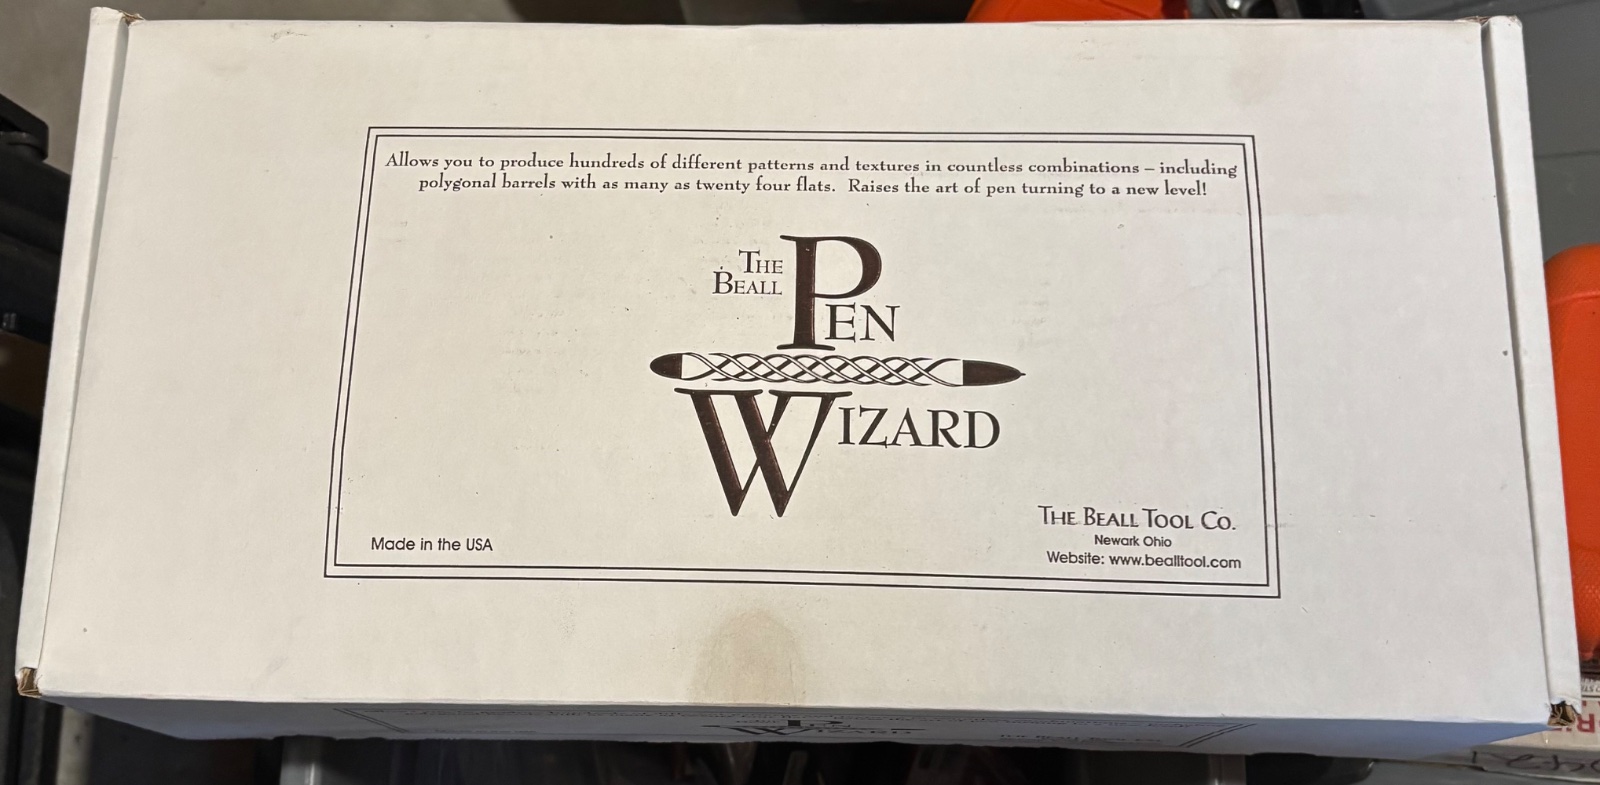 Allows you to produce hundreds of different patterns and textures in countless combinations – including
polygonal barrels with as many as twenty four flats. Raises the art of pen turning to a new level!
THE
BEALL
PEN
WIZARD
Made in the USA
THE BEALL TOOL CO.
Newark Ohio
Website: www.bealltool.com
WIZARD